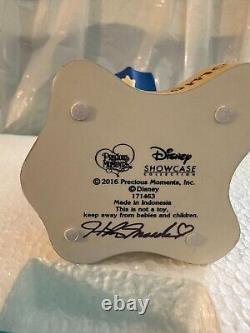 Precious Moments Disney
SHOWCASE
COLLECTION
© 2016 Precious Moments, Inc.
© Disney
171463
Made in Indonesia
This is not a toy,
keep away from babies and children.